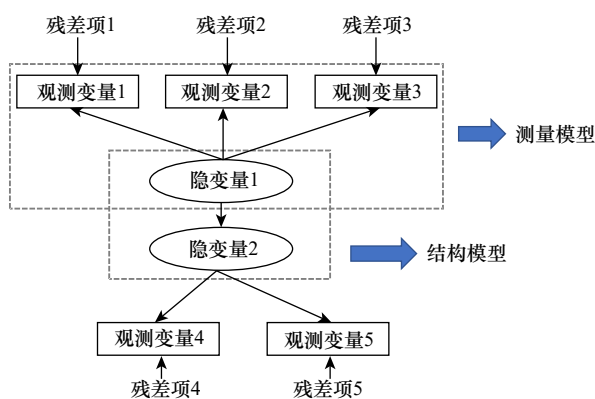 残差项1 残差项2 残差项3
观测变量1 观测变量2 观测变量3
测量模型
隐变量1
隐变量2
结构模型
观测变量4 观测变量5
残差项4 残差项5